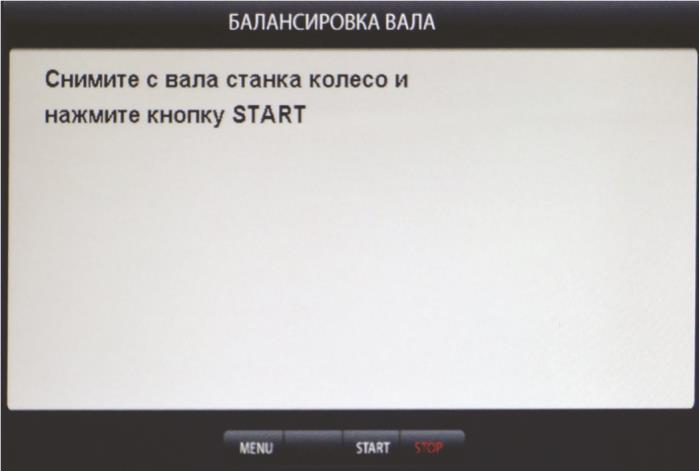 БАЛАНСИРОВКА ВАЛА
Снимите с вала станка колесо и
нажмите кнопку START
MENU START STOP